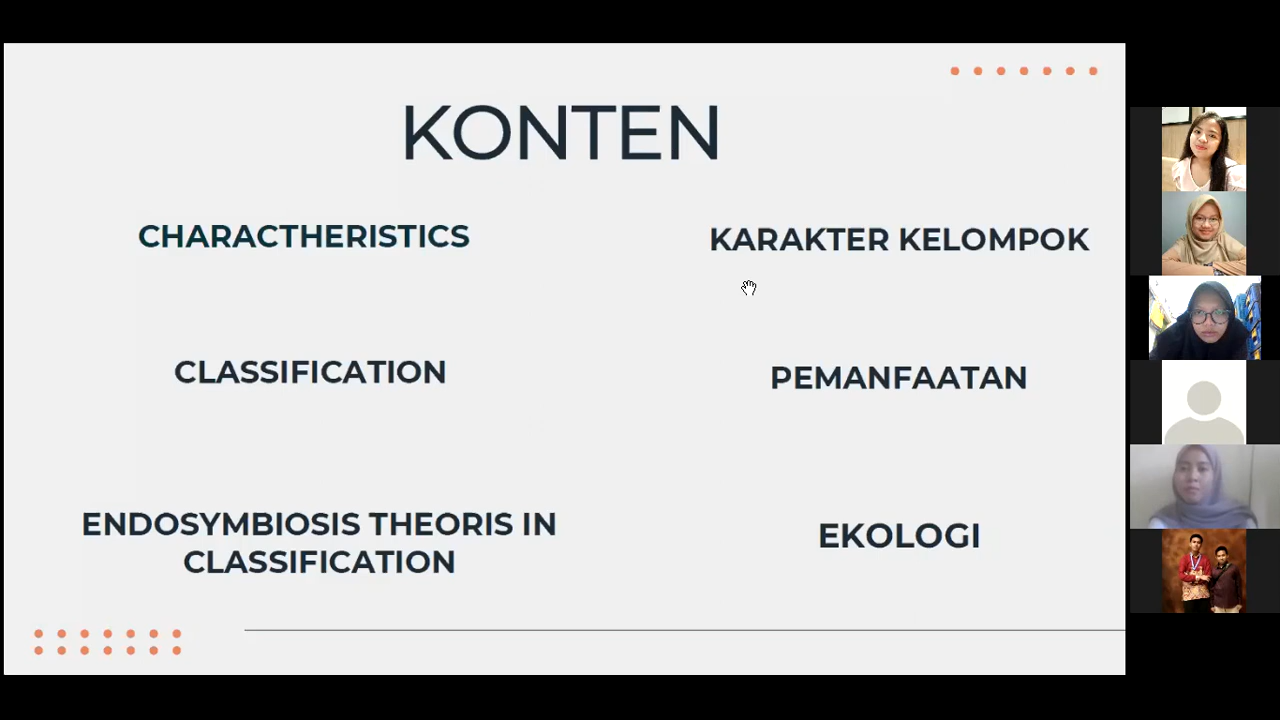 KONTEN
CHARACTHERISTICS
KARAKTER KELOMPOK
CLASSIFICATION
PEMANFAATAN
ENDOSYMBIOSIS THEORIS IN
CLASSIFICATION
EKOLOGI